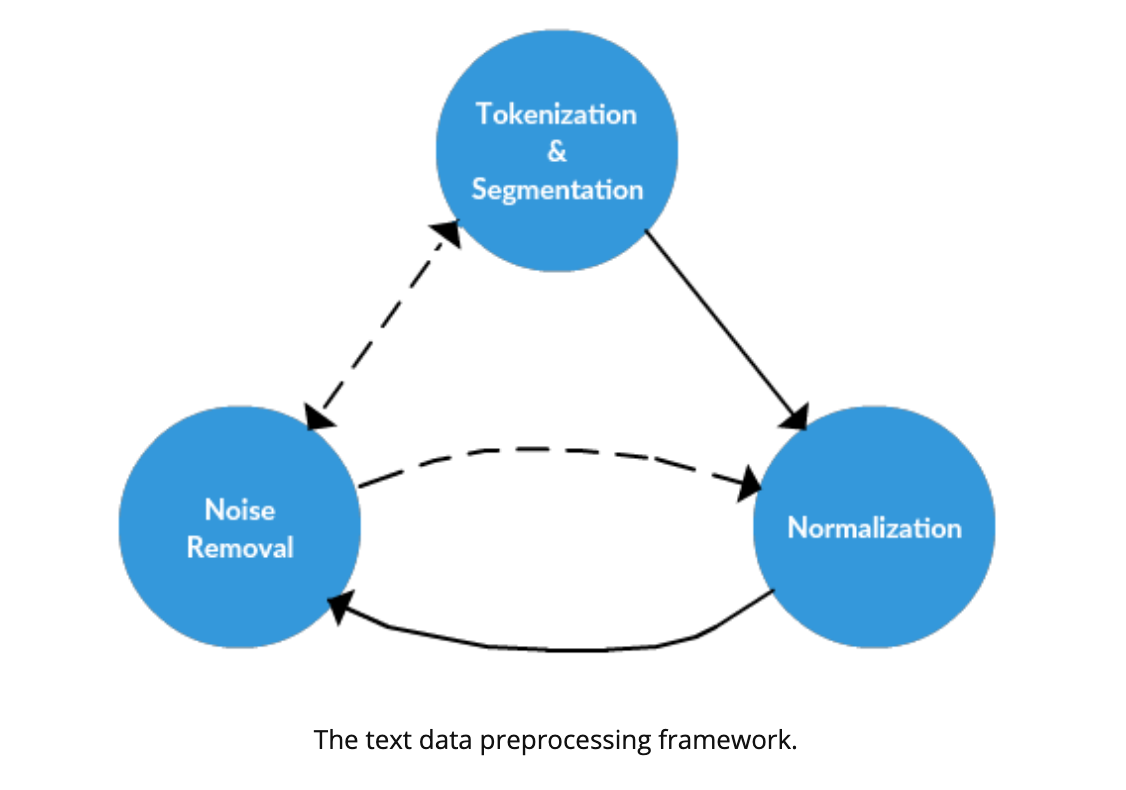 Tokenization
&
Segmentation
Noise
Removal
Normalization
The text data preprocessing framework.